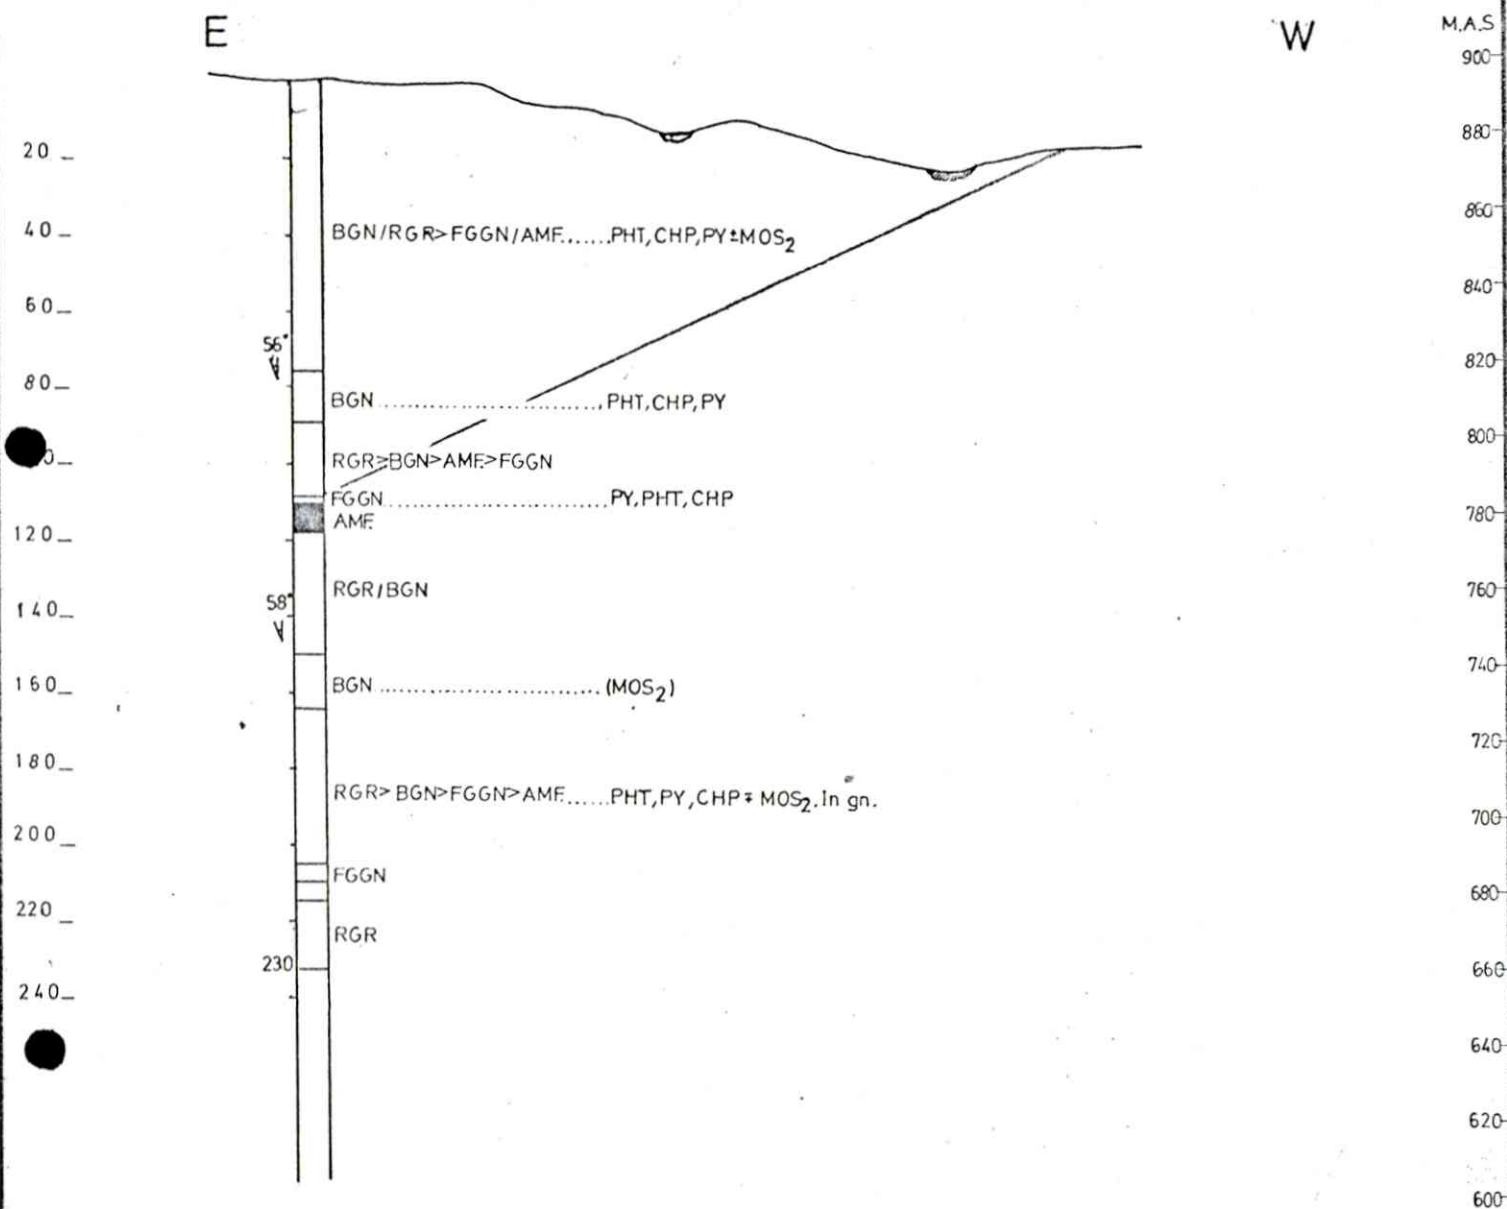 E
W
M.A.S
900
880
20
860
40
BGN/RGR>FGGN/AMF.......PHT,CHP,PY±MOS₂
840
60
56°
820
80
BGN..........................PHT,CHP,PY
800
RGR≥BGN>AMF.>FGGN
FGGN..........................PY,PHT,CHP
780
AMF.
120
RGR/BGN
760
58°
140
740
160
BGN..........................(MOS₂)
720
180
RGR>BGN>FGGN>AMF......PHT,PY,CHP∓MOS₂.In gn.
700
200
FGGN
680
220
RGR
230
660
240
640
620
600